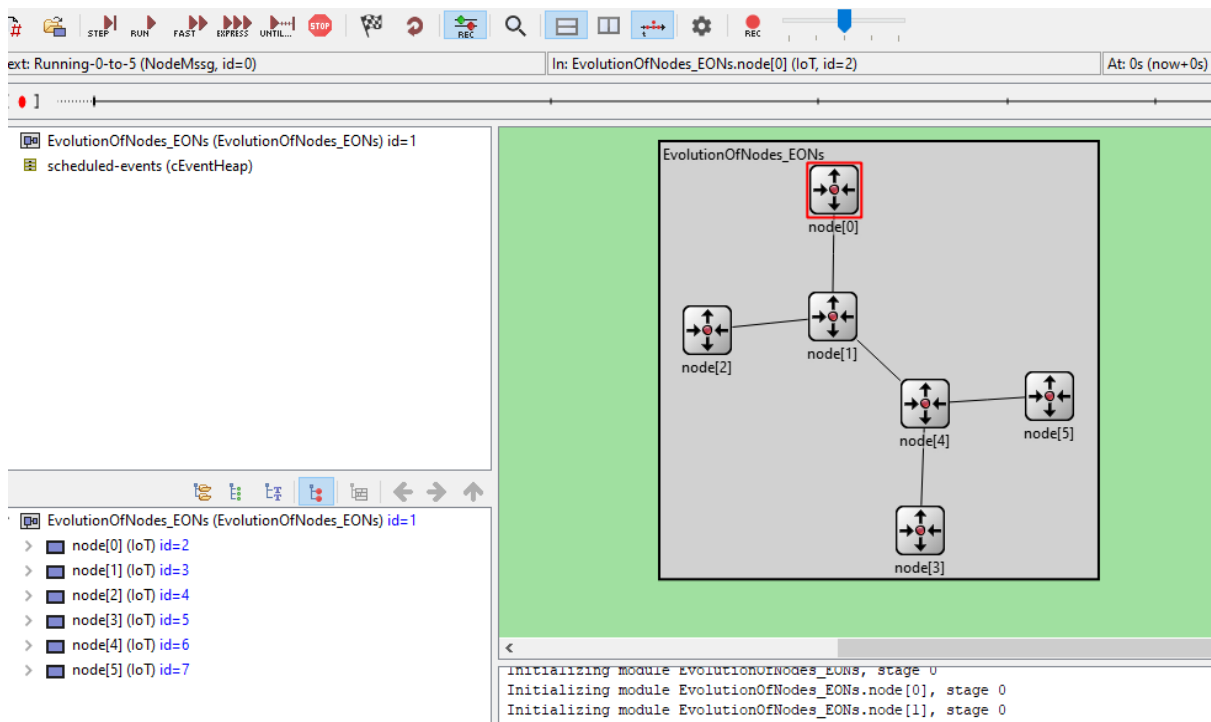 STEP RUN FAST EXPRESS UNTIL... STOP REC REC
ext: Running-0-to-5 (NodeMssg, id=0) In: EvolutionOfNodes_EONs.node[0] (IoT, id=2) At: 0s (now+0s)
EvolutionOfNodes_EONs (EvolutionOfNodes_EONs) id=1
scheduled-events (cEventHeap)
EvolutionOfNodes_EONs
node[0]
node[1]
node[2]
node[4]
node[5]
node[3]
EvolutionOfNodes_EONs (EvolutionOfNodes_EONs) id=1
node[0] (IoT) id=2
node[1] (IoT) id=3
node[2] (IoT) id=4
node[3] (IoT) id=5
node[4] (IoT) id=6
node[5] (IoT) id=7
Initializing module EvolutionOfNodes_EONs, stage 0
Initializing module EvolutionOfNodes_EONs.node[0], stage 0
Initializing module EvolutionOfNodes_EONs.node[1], stage 0